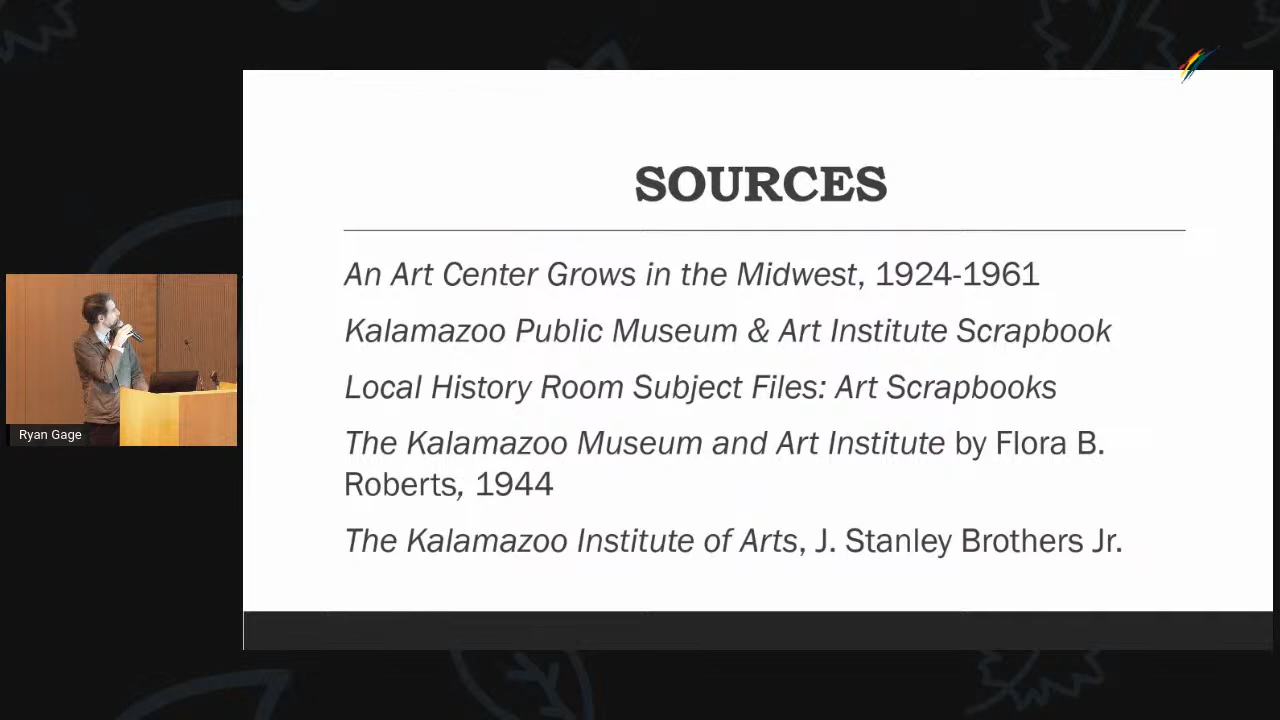 SOURCES
An Art Center Grows in the Midwest, 1924-1961
Kalamazoo Public Museum & Art Institute Scrapbook
Local History Room Subject Files: Art Scrapbooks
The Kalamazoo Museum and Art Institute by Flora B.
Roberts, 1944
The Kalamazoo Institute of Arts, J. Stanley Brothers Jr.
Ryan Gage